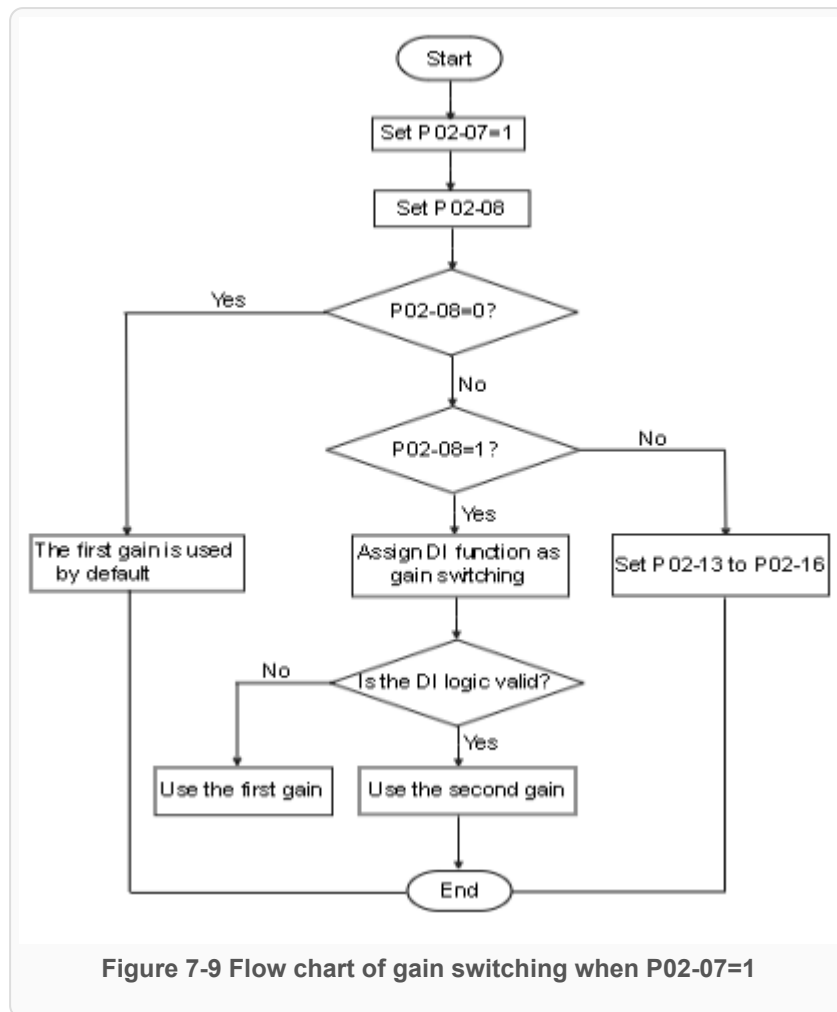 Start
Set P02-07=1
Set P02-08
Yes
P02-08=0?
No
P02-08=1?
No
Yes
The first gain is used
by default
Assign DI function as
gain switching
Set P02-13 to P02-16
No
Is the DI logic valid?
Yes
Use the first gain
Use the second gain
End
Figure 7-9 Flow chart of gain switching when P02-07=1